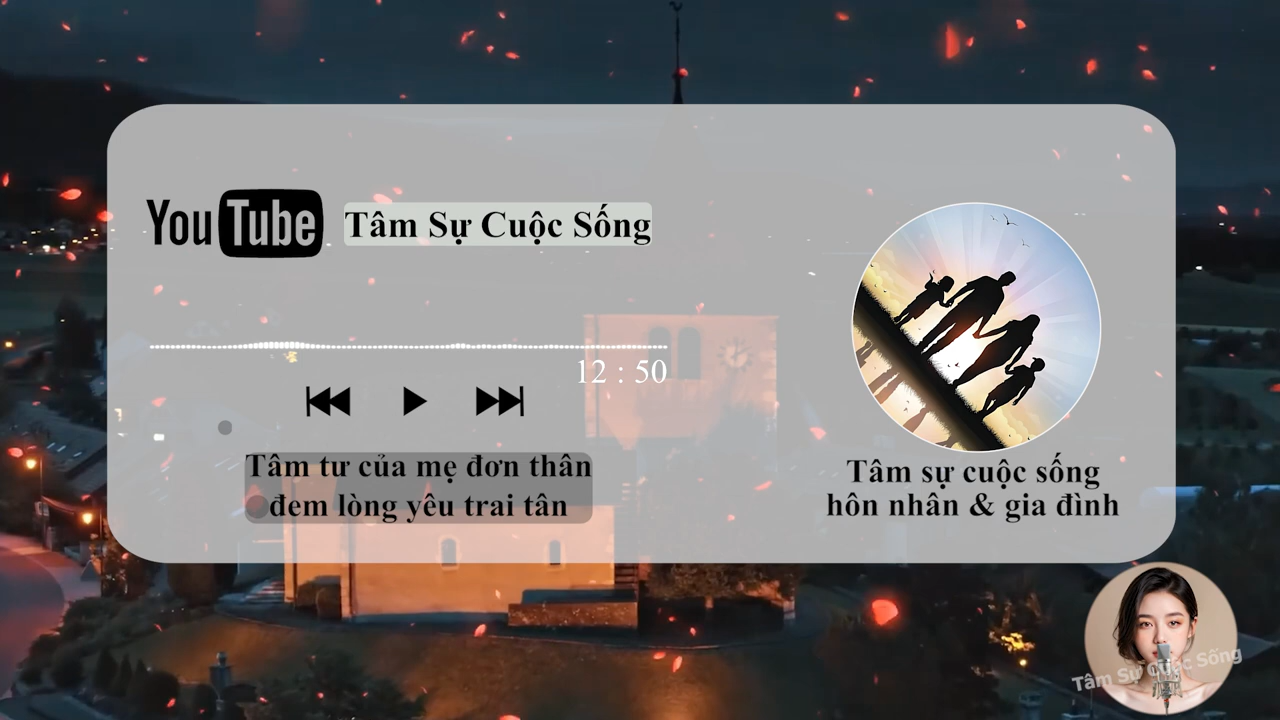 YouTube Tâm Sự Cuộc Sống
12 : 50
Tâm tư của mẹ đơn thân
đem lòng yêu trai tân
Tâm sự cuộc sống
hôn nhân & gia đình
Tâm Sự Cuộc Sống